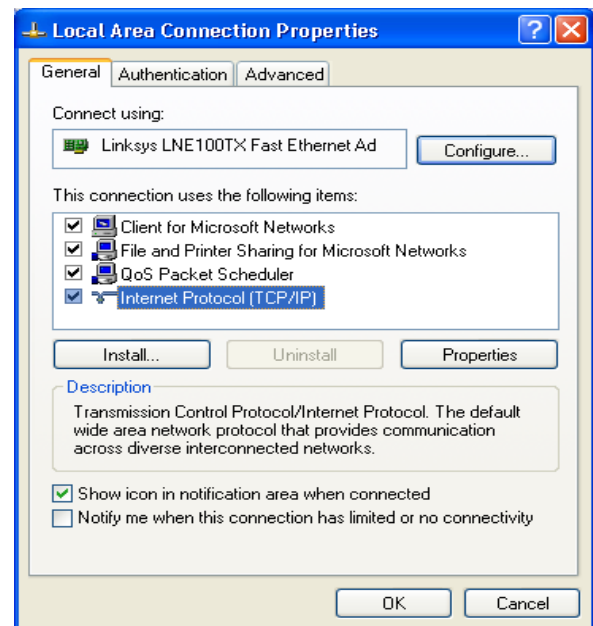 Local Area Connection Properties
General Authentication Advanced
Connect using:
Linksys LNE100TX Fast Ethernet Ad Configure...
This connection uses the following items:
Client for Microsoft Networks
File and Printer Sharing for Microsoft Networks
QoS Packet Scheduler
Internet Protocol (TCP/IP)
Install... Uninstall Properties
Description
Transmission Control Protocol/Internet Protocol. The default
wide area network protocol that provides communication
across diverse interconnected networks.
Show icon in notification area when connected
Notify me when this connection has limited or no connectivity
OK Cancel